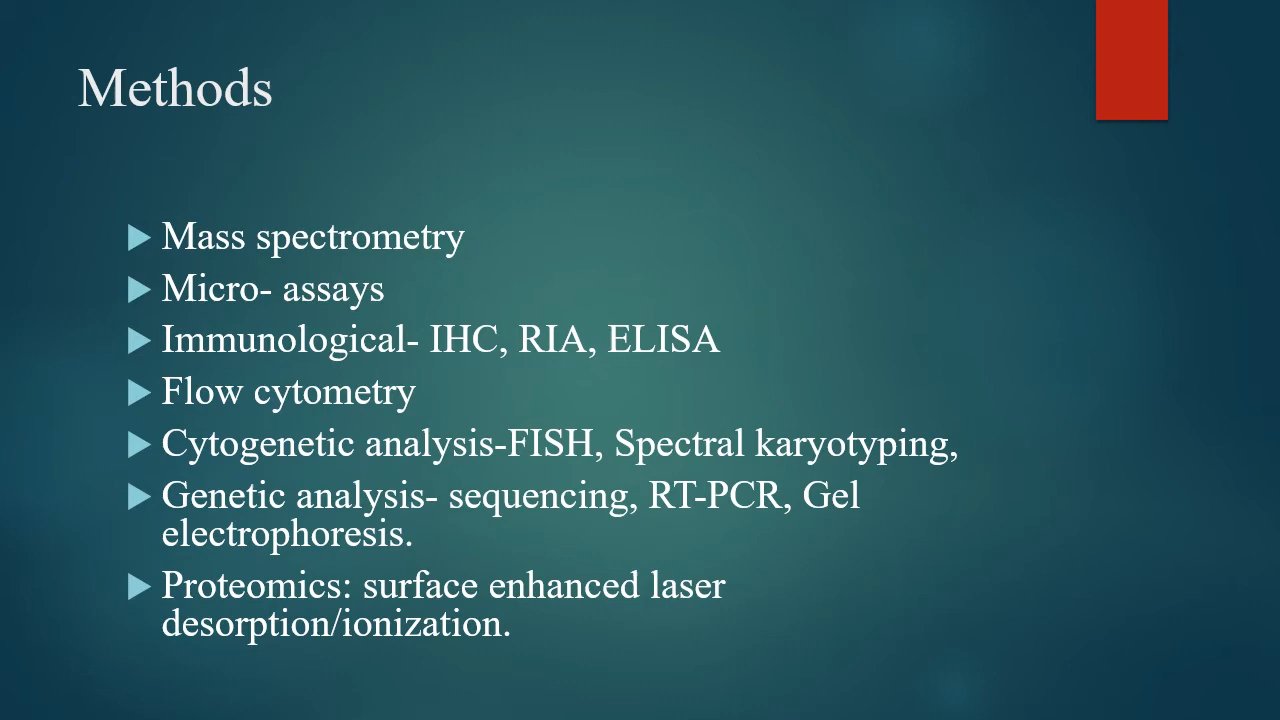 Methods
Mass spectrometry
Micro- assays
Immunological- IHC, RIA, ELISA
Flow cytometry
Cytogenetic analysis-FISH, Spectral karyotyping,
Genetic analysis- sequencing, RT-PCR, Gel
electrophoresis.
Proteomics: surface enhanced laser
desorption/ionization.